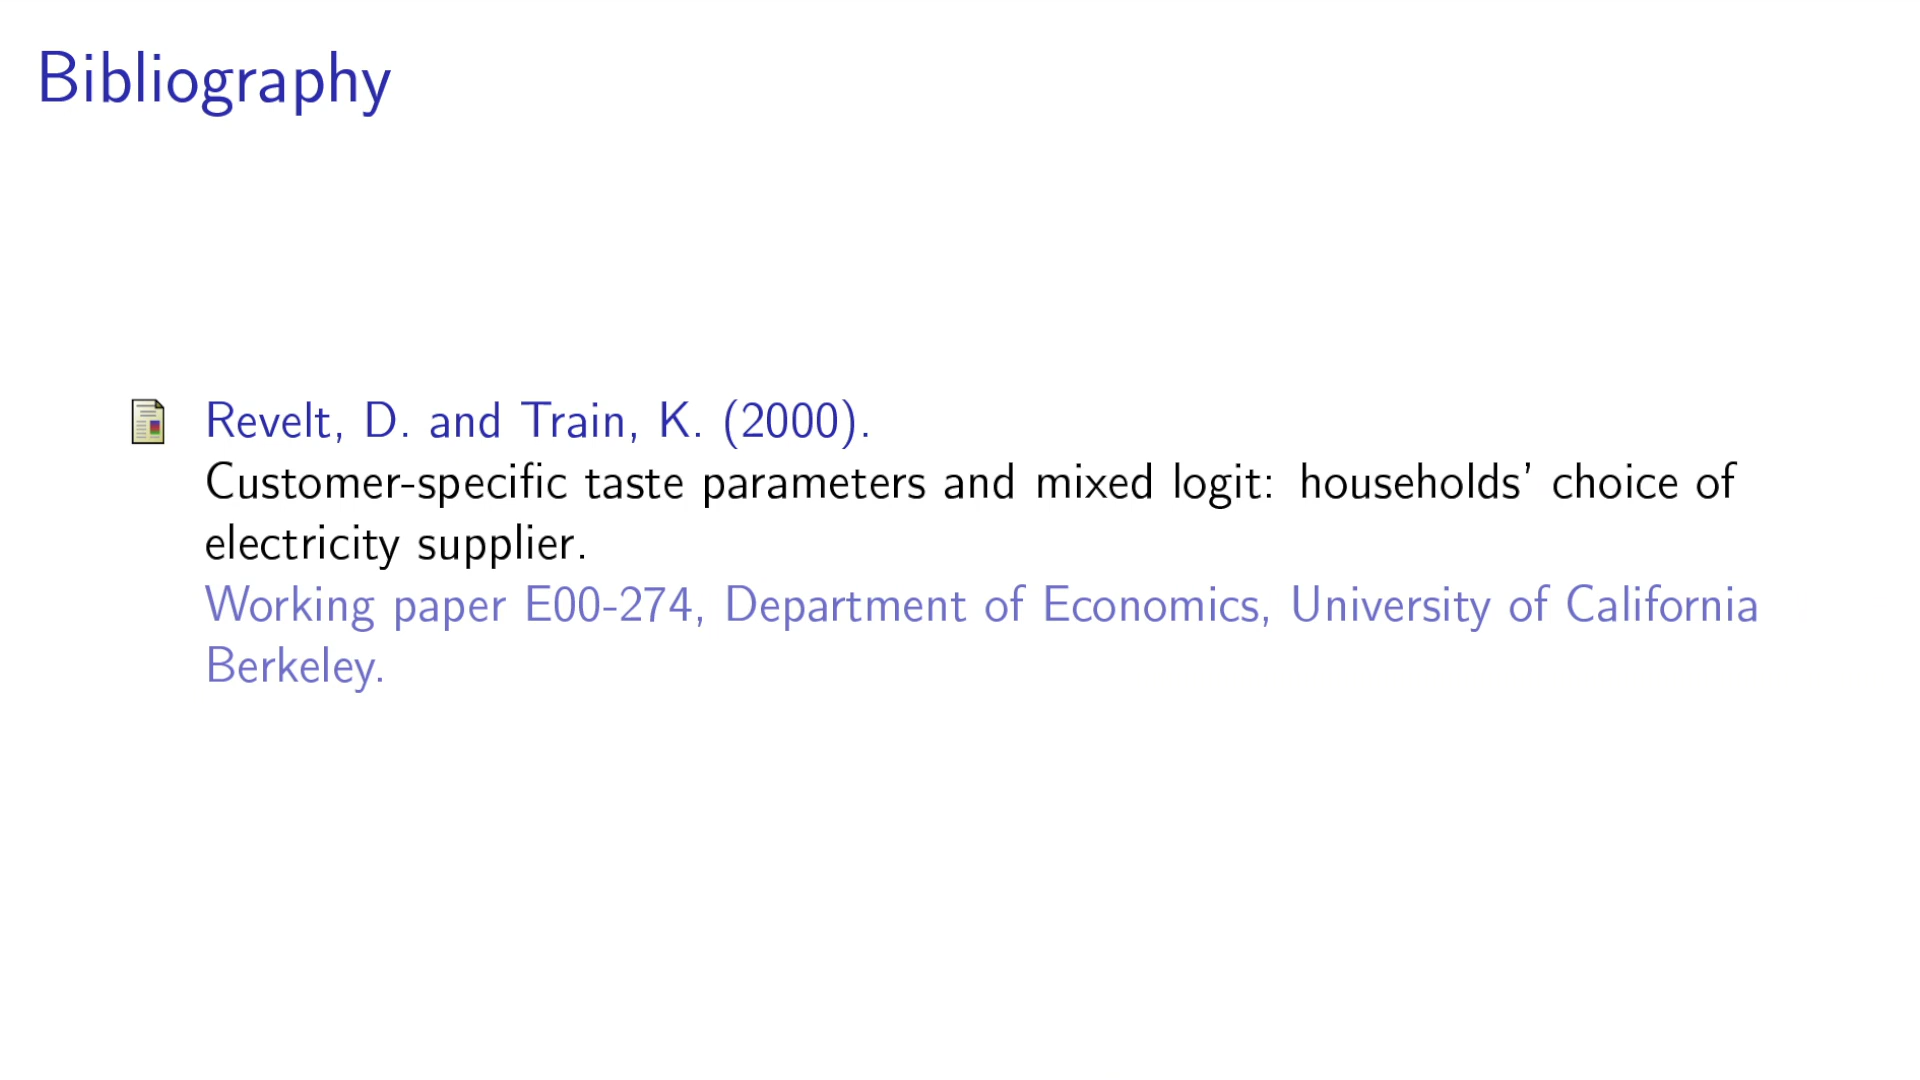 Bibliography
Revelt, D. and Train, K. (2000).
Customer-specific taste parameters and mixed logit: households’ choice of
electricity supplier.
Working paper E00-274, Department of Economics, University of California
Berkeley.